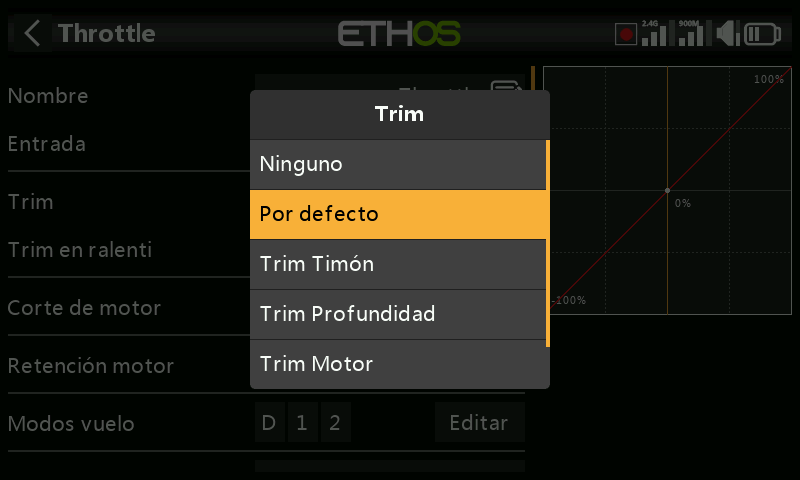 Throttle
ETHOS
2.4G
900M
Nombre
Entrada
Trim
Trim en ralenti
Corte de motor
Retención motor
Modos vuelo
D 1 2
Editar
Trim
Ninguno
Por defecto
Trim Timón
Trim Profundidad
Trim Motor
100%
0%
-100%